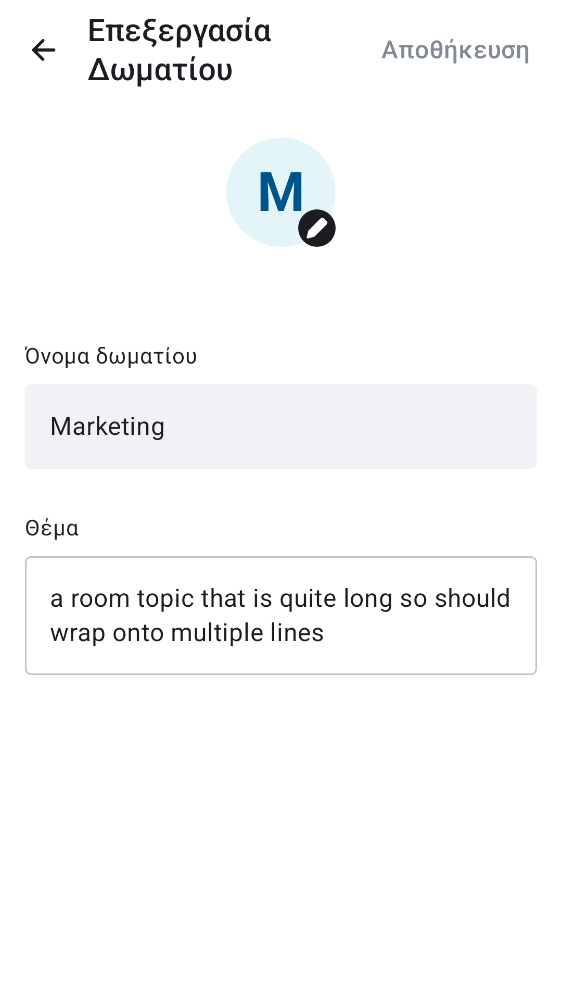 Επεξεργασία
Δωματίου
Αποθήκευση
M
Όνομα δωματίου
Marketing
Θέμα
a room topic that is quite long so should
wrap onto multiple lines